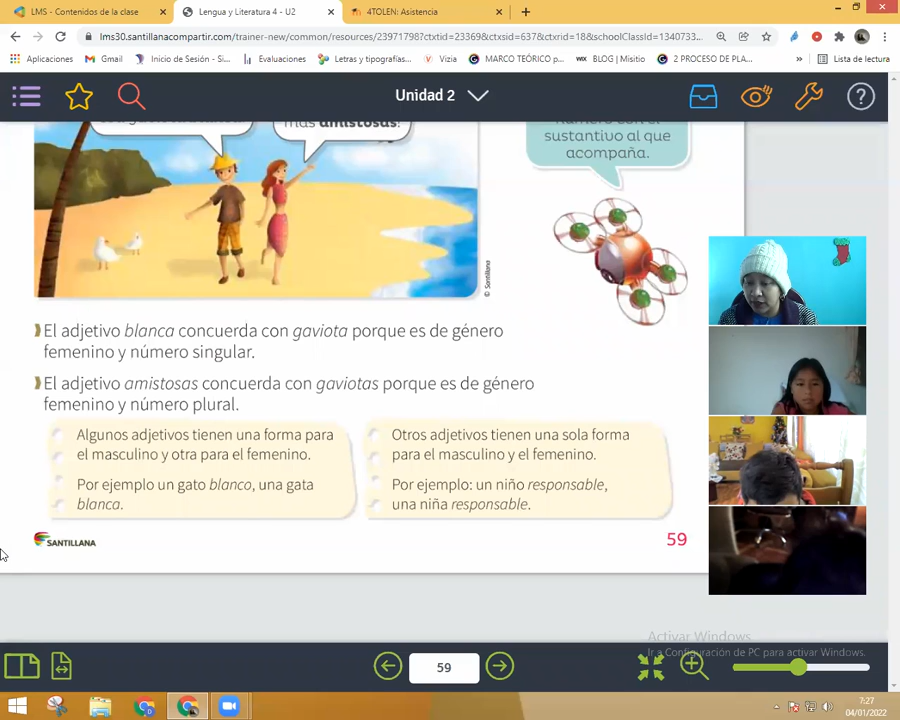 LMS - Contenidos de la clase
Lengua y Literatura 4 - U2
4TOLEN: Asistencia
lms30.santillanacompartir.com/trainer-new/common/resources/23971798?ctxtid=23369&ctxsid=637&ctxrid=18&schoolClassId=1340733...
Aplicaciones
Gmail
Inicio de Sesión - Si...
Evaluaciones
Letras y tipografías...
Vizia
MARCO TEÓRICO p...
WIX BLOG | Misitio
2 PROCESO DE PLA...
»
Lista de lectura
Unidad 2
más amistosas!
número con el
sustantivo al que
acompaña.
© Santillana
El adjetivo blanca concuerda con gaviota porque es de género
femenino y número singular.
El adjetivo amistosas concuerda con gaviotas porque es de género
femenino y número plural.
Algunos adjetivos tienen una forma para
el masculino y otra para el femenino.
Por ejemplo un gato blanco, una gata
blanca.
Otros adjetivos tienen una sola forma
para el masculino y el femenino.
Por ejemplo: un niño responsable,
una niña responsable.
SANTILLANA
59
Activar Windows
Ir a Configuración de PC para activar Windows.
59
7:27
04/01/2022